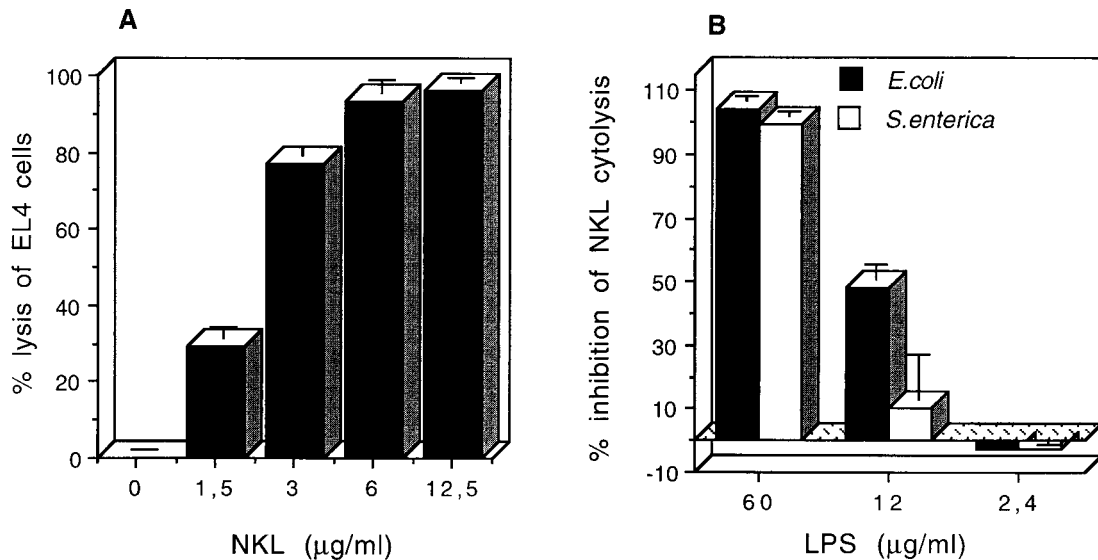 A
% lysis of EL4 cells
100
80
60
40
20
0
0 1,5 3 6 12,5
NKL (µg/ml)
B
E.coli
S.enterica
% inhibition of NKL cytolysis
110
90
70
50
30
10
-10
60 12 2,4
LPS (µg/ml)